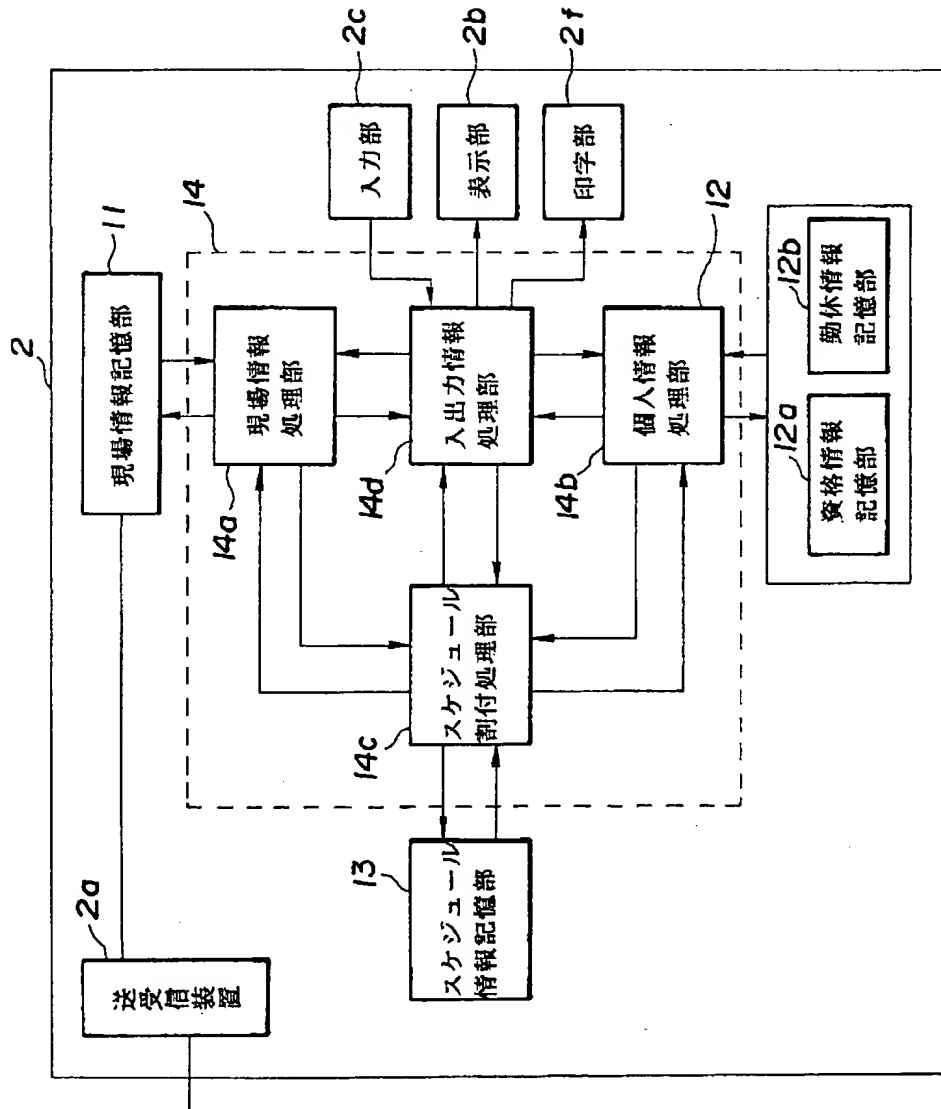 2
送受信装置
2a
現場情報記憶部
11
14
現場情報
処理部
14a
入力部
2c
表示部
2b
印字部
2f
入出力情報
処理部
14d
スケジュール
割付処理部
14c
スケジュール
情報記憶部
13
個人情報
処理部
14b
12
資格情報
記憶部
12a
勤休情報
記憶部
12b